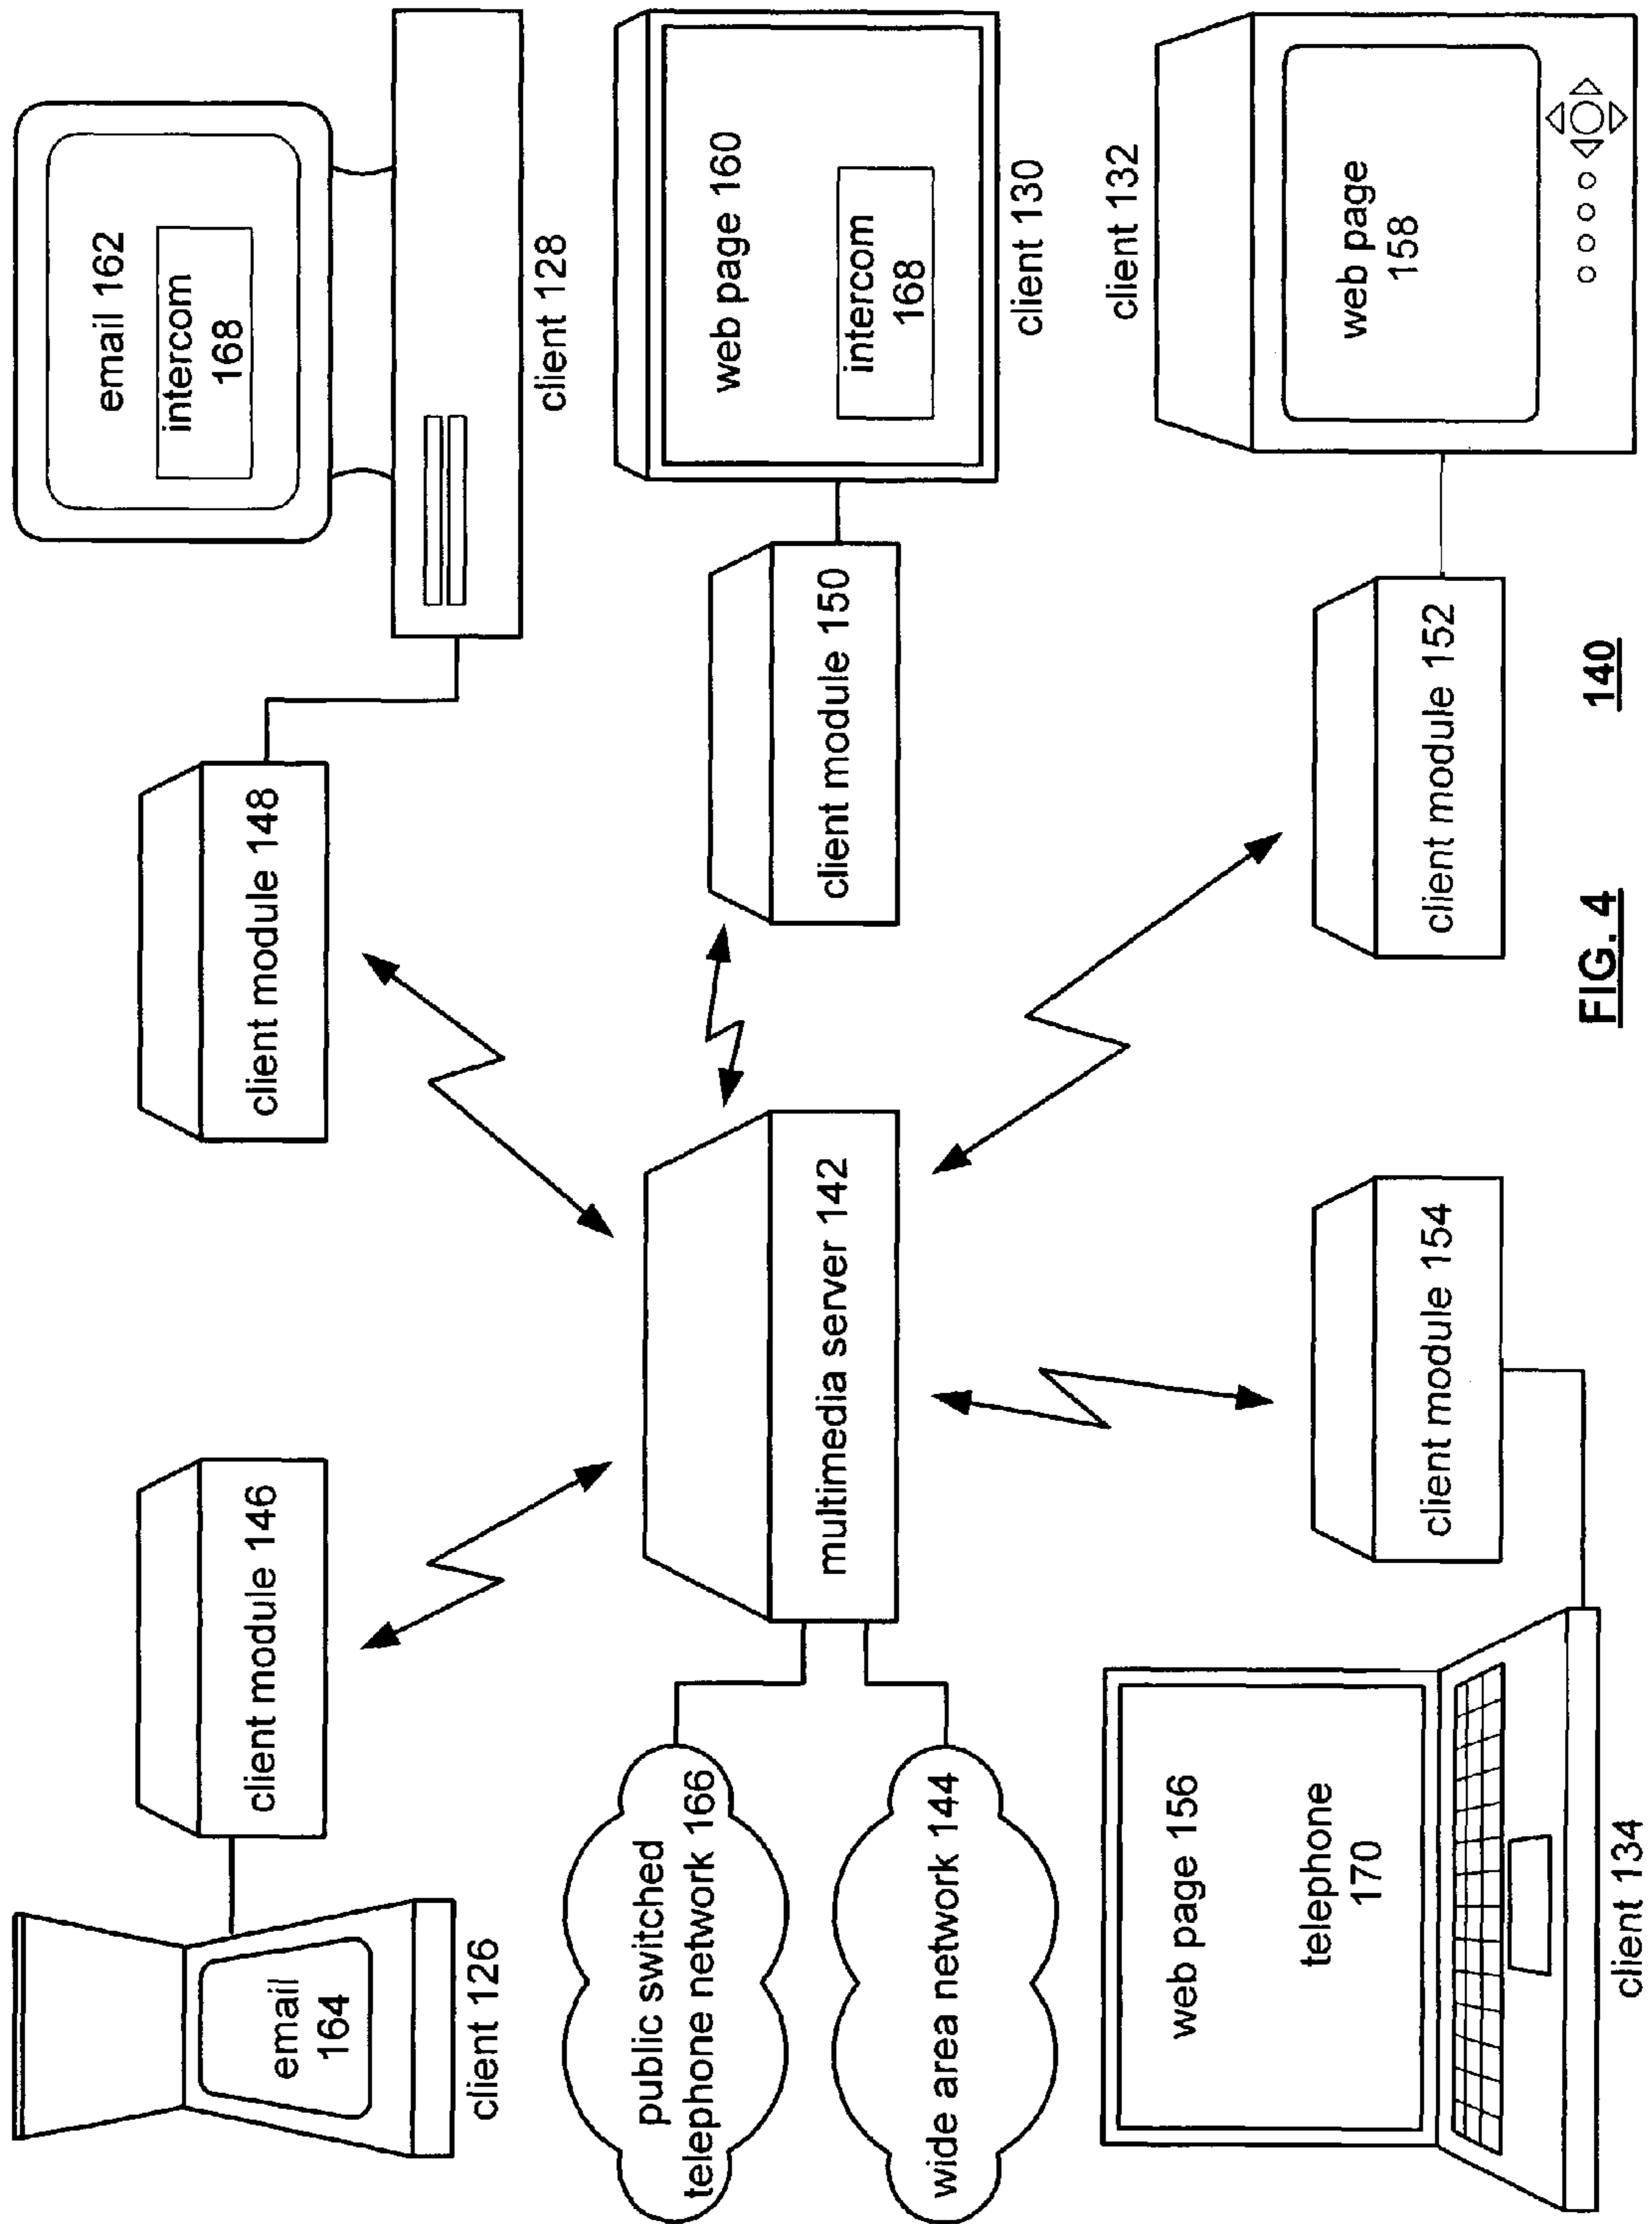 email
164
client 126
client module 146
client module 148
email 162
intercom
168
client 128
public switched
telephone network 166
wide area network 144
multimedia server 142
client module 150
web page 160
intercom
168
client 130
web page 156
telephone
170
client 134
client module 154
client module 152
client 132
web page
158
FIG. 4
140